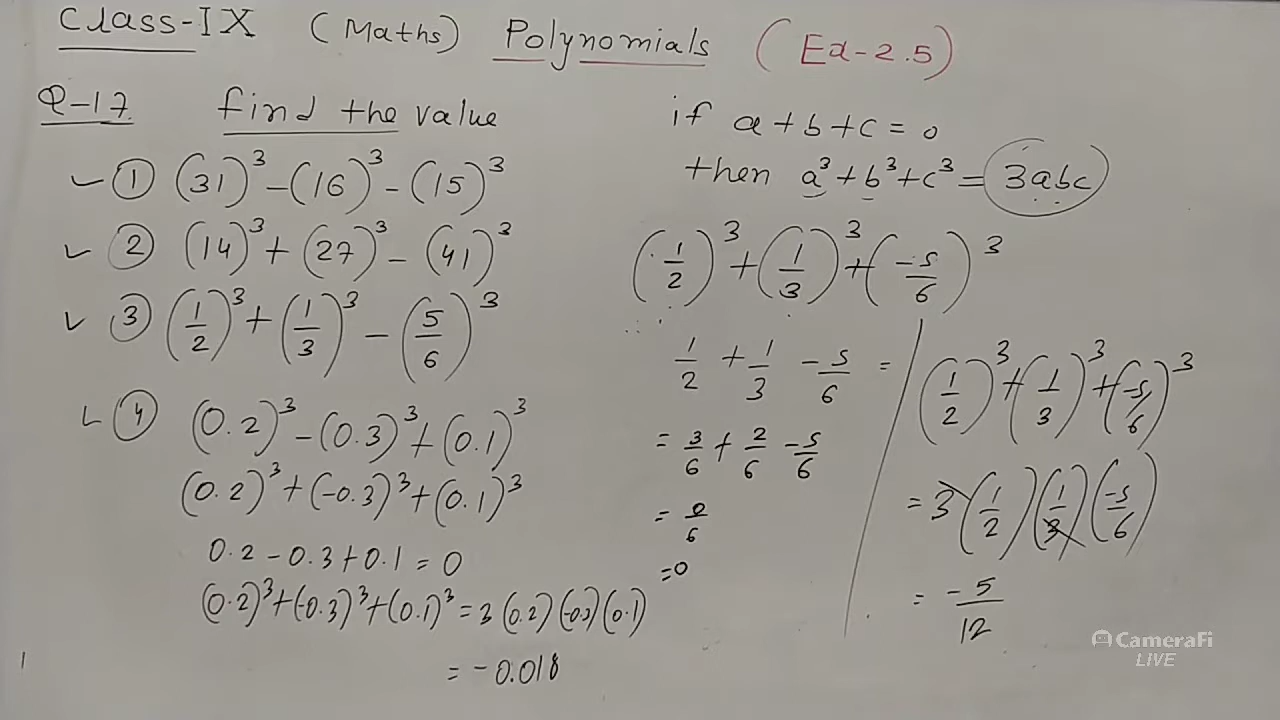 Class-IX (Maths) Polynomials (Ex-2.5)
Q-17 find the value
① (31)³ - (16)³ - (15)³
② (14)³ + (27)³ - (41)³
③ (1/2)³ + (1/3)³ - (5/6)³
④ (0.2)³ - (0.3)³ + (0.1)³
(0.2)³ + (-0.3)³ + (0.1)³
0.2 - 0.3 + 0.1 = 0
(0.2)³ + (-0.3)³ + (0.1)³ = 3 (0.2) (-0.3) (0.1)
= -0.018
if a + b + c = 0
then a³ + b³ + c³ = 3abc
(1/2)³ + (1/3)³ + (-5/6)³
1/2 + 1/3 - 5/6 =
= 3/6 + 2/6 - 5/6
= 0/6
= 0
(1/2)³ + (1/3)³ + (-5/6)³
= 3 (1/2) (1/3) (-5/6)
= -5/12
CameraFi
LIVE